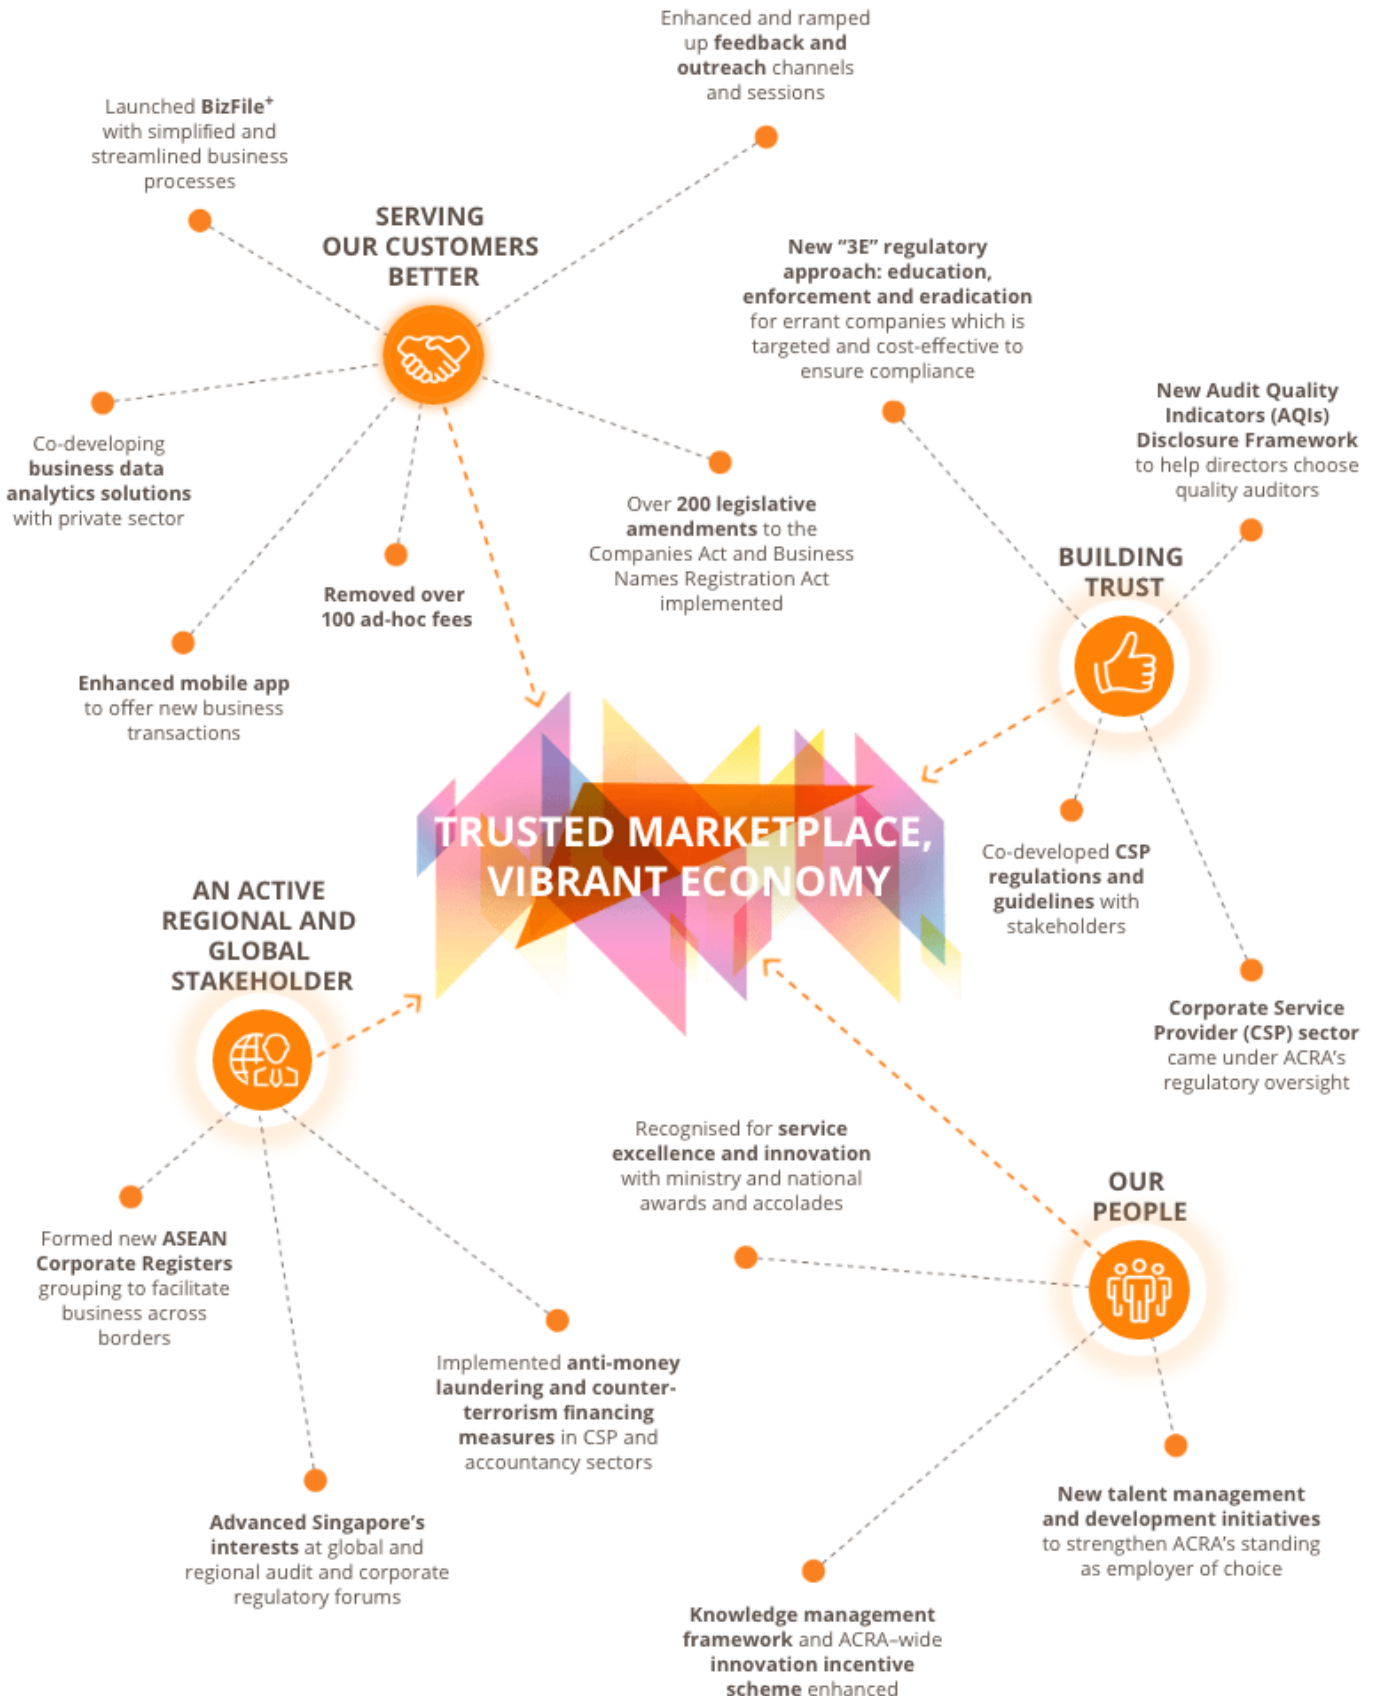 Enhanced and ramped
up feedback and
outreach channels
and sessions
Launched BizFile+
with simplified and
streamlined business
processes
SERVING
OUR CUSTOMERS
BETTER
New “3E” regulatory
approach: education,
enforcement and eradication
for errant companies which is
targeted and cost-effective to
ensure compliance
New Audit Quality
Indicators (AQIs)
Disclosure Framework
to help directors choose
quality auditors
Co-developing
business data
analytics solutions
with private sector
Over 200 legislative
amendments to the
Companies Act and Business
Names Registration Act
implemented
BUILDING
TRUST
Removed over
100 ad-hoc fees
Enhanced mobile app
to offer new business
transactions
TRUSTED MARKETPLACE,
VIBRANT ECONOMY
Co-developed CSP
regulations and
guidelines with
stakeholders
AN ACTIVE
REGIONAL AND
GLOBAL
STAKEHOLDER
Corporate Service
Provider (CSP) sector
came under ACRA's
regulatory oversight
Recognised for service
excellence and innovation
with ministry and national
awards and accolades
OUR
PEOPLE
Formed new ASEAN
Corporate Registers
grouping to facilitate
business across
borders
Implemented anti-money
laundering and counter-
terrorism financing
measures in CSP and
accountancy sectors
Advanced Singapore’s
interests at global and
regional audit and corporate
regulatory forums
New talent management
and development initiatives
to strengthen ACRA's standing
as employer of choice
Knowledge management
framework and ACRA–wide
innovation incentive
scheme enhanced